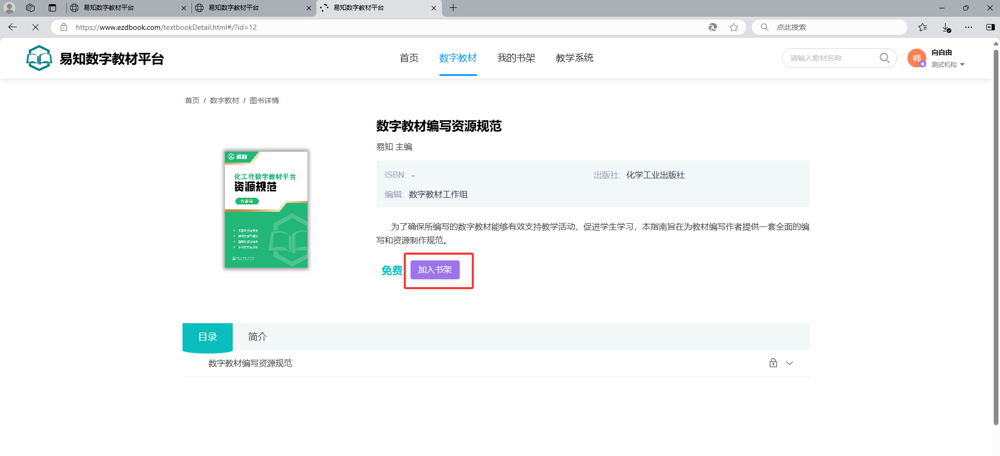 易知数字教材平台
易知数字教材平台
易知数字教材平台
https://www.ezdbook.com/textbookDetail.html#/?id=12
点此搜索
易知数字教材平台
首页
数字教材
我的书架
教学系统
请输入教材名称
师
向自由
测试机构
首页 / 数字教材 / 图书详情
数字教材编写资源规范
易知 主编
易知
化工社数字教材平台
资源规范
作者端
ISBN: -
出版社: 化学工业出版社
编辑: 数字教材工作组
为了确保所编写的数字教材能够有效支持教学活动、促进学生学习，本指南旨在为教材编写作者提供一套全面的编
写和资源制作规范。
免费
加入书架
目录
简介
数字教材编写资源规范